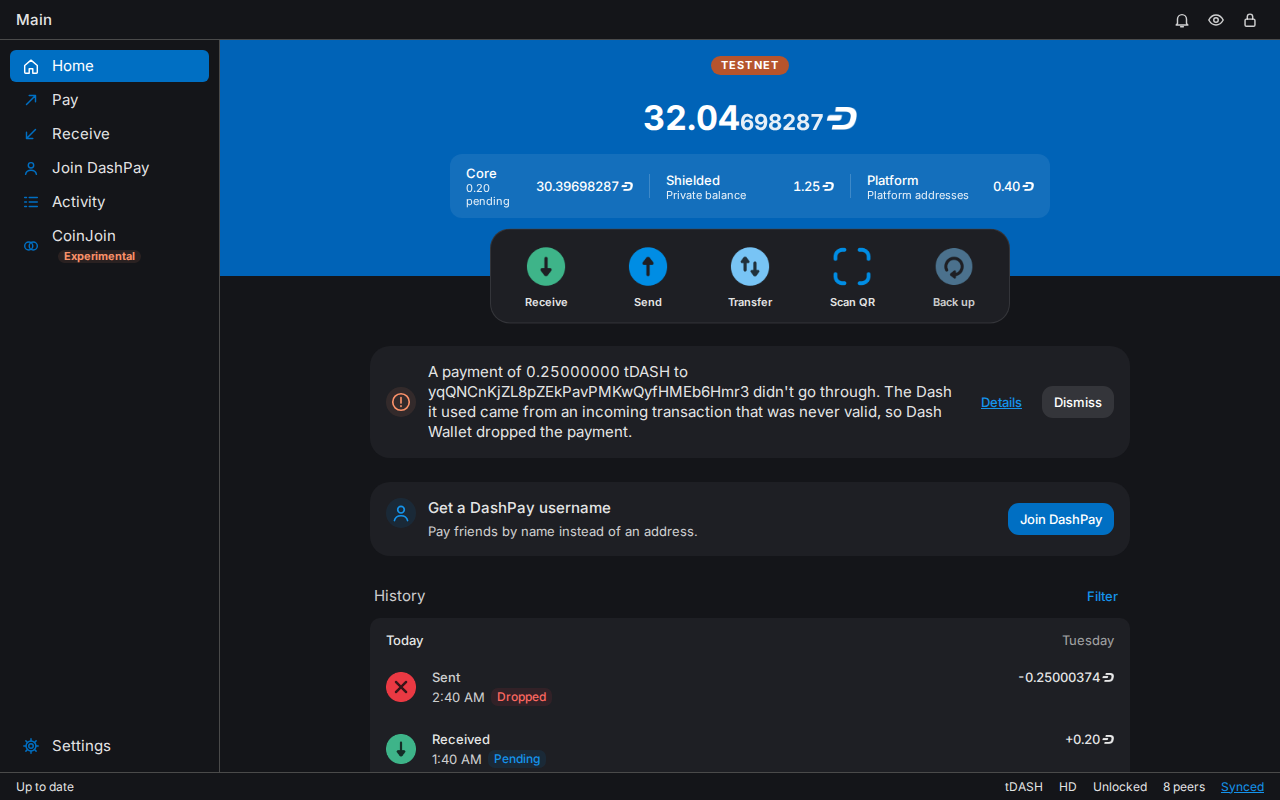 Main
Home
Pay
Receive
Join DashPay
Activity
CoinJoin
Experimental
Settings
TESTNET
32.04698287
Core
0.20
pending
30.39698287
Shielded
Private balance
1.25
Platform
Platform addresses
0.40
Receive
Send
Transfer
Scan QR
Back up
A payment of 0.25000000 tDASH to
yqQNCnKjZL8pZEkPavPMKwQyfHMEb6Hmr3 didn't go through. The Dash
it used came from an incoming transaction that was never valid, so Dash
Wallet dropped the payment.
Details
Dismiss
Get a DashPay username
Pay friends by name instead of an address.
Join DashPay
History
Filter
Today
Tuesday
Sent
2:40 AM Dropped
-0.25000374
Received
1:40 AM Pending
+0.20
Up to date
tDASH
HD
Unlocked
8 peers
Synced